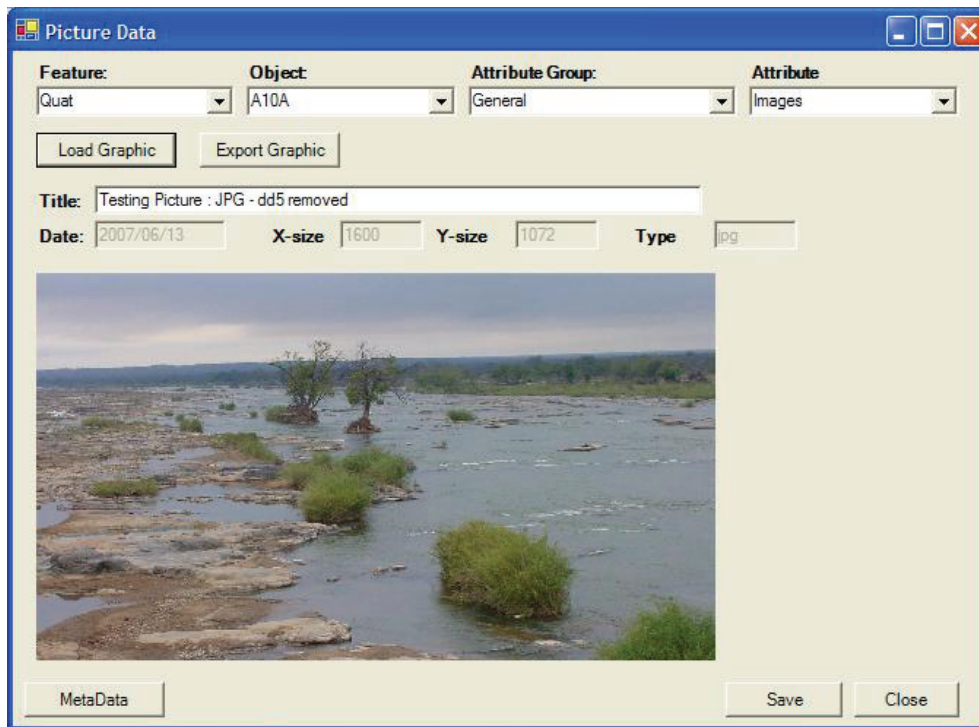 Picture Data
Feature: Object: Attribute Group: Attribute
Quat A10A General Images
Load Graphic Export Graphic
Title: Testing Picture : JPG - dd5 removed
Date: 2007/06/13 X-size 1600 Y-size 1072 Type jpg
MetaData Save Close